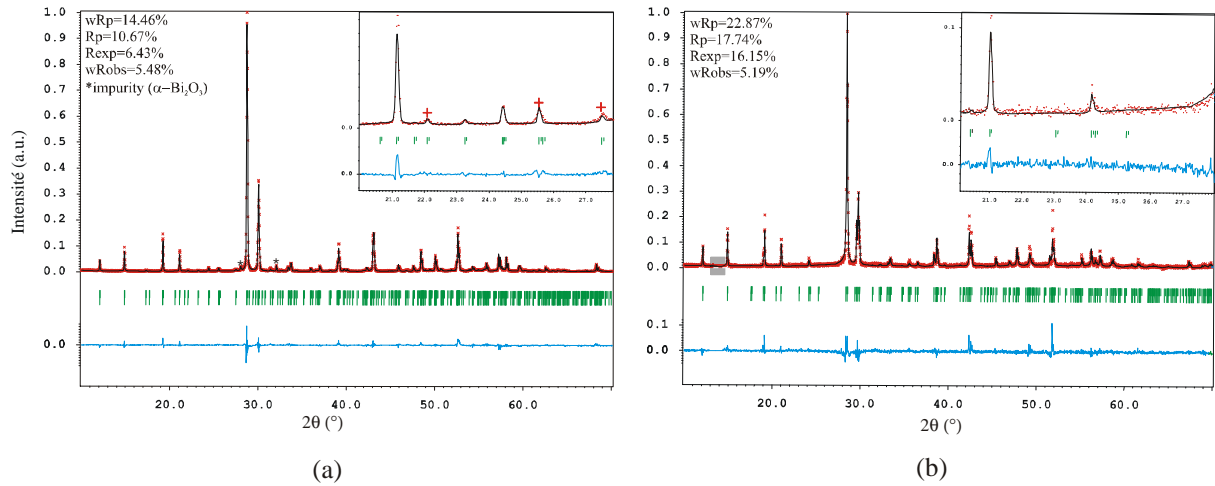 (a)
(b)
wRp=14.46%
Rp=10.67%
Rexp=6.43%
wRobs=5.48%
*impurity (α−Bi₂O₃)
Intensité (a.u.)
1.0
0.9
0.8
0.7
0.6
0.5
0.4
0.3
0.2
0.1
0.0
0.0
20.0 30.0 40.0 50.0 60.0
2θ (°)
* *
0.0
0.0
21.0 22.0 23.0 24.0 25.0 26.0 27.0
(a)
wRp=22.87%
Rp=17.74%
Rexp=16.15%
wRobs=5.19%
1.0
0.9
0.8
0.7
0.6
0.5
0.4
0.3
0.2
0.1
0.0
0.1
0.0
20.0 30.0 40.0 50.0 60.0
2θ (°)
0.1
0.0
21.0 22.0 23.0 24.0 25.0 26.0 27.0
(b)